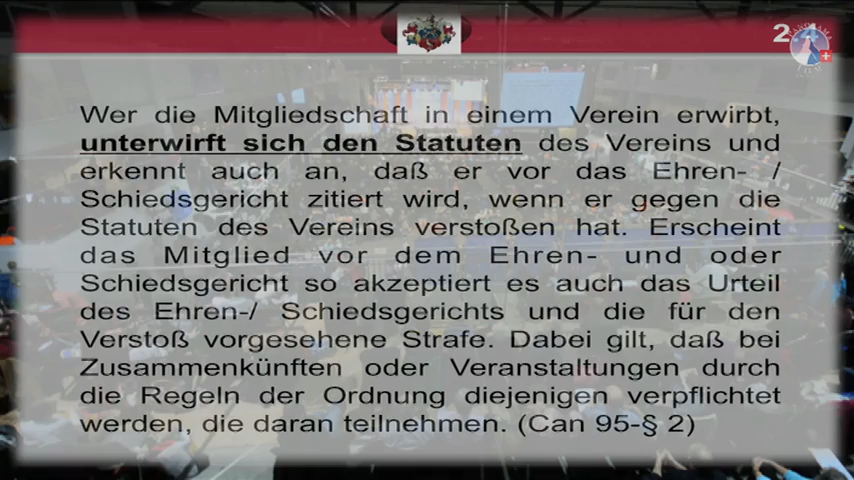 Wer die Mitgliedschaft in einem Verein erwirbt,
unterwirft sich den Statuten des Vereins und
erkennt auch an, daß er vor das Ehren- /
Schiedsgericht zitiert wird, wenn er gegen die
Statuten des Vereins verstoßen hat. Erscheint
das Mitglied vor dem Ehren- und oder
Schiedsgericht so akzeptiert es auch das Urteil
des Ehren-/ Schiedsgerichts und die für den
Verstoß vorgesehene Strafe. Dabei gilt, daß bei
Zusammenkünften oder Veranstaltungen durch
die Regeln der Ordnung diejenigen verpflichtet
werden, die daran teilnehmen. (Can 95-§ 2)